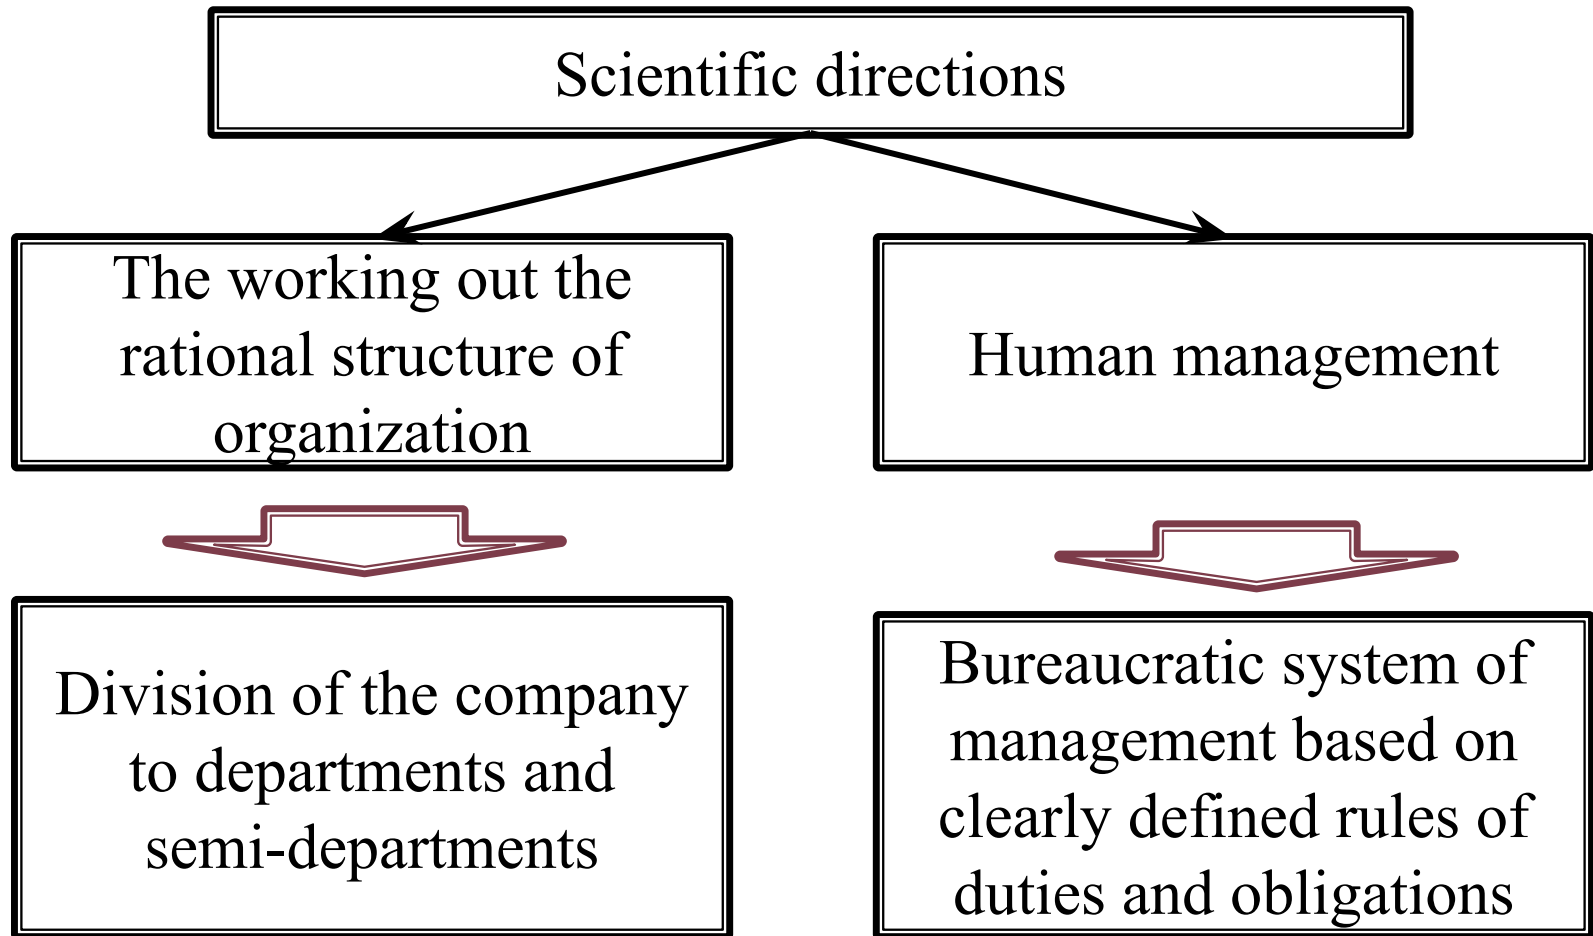 Scientific directions
The working out the
rational structure of
organization
Human management
Division of the company
to departments and
semi-departments
Bureaucratic system of
management based on
clearly defined rules of
duties and obligations